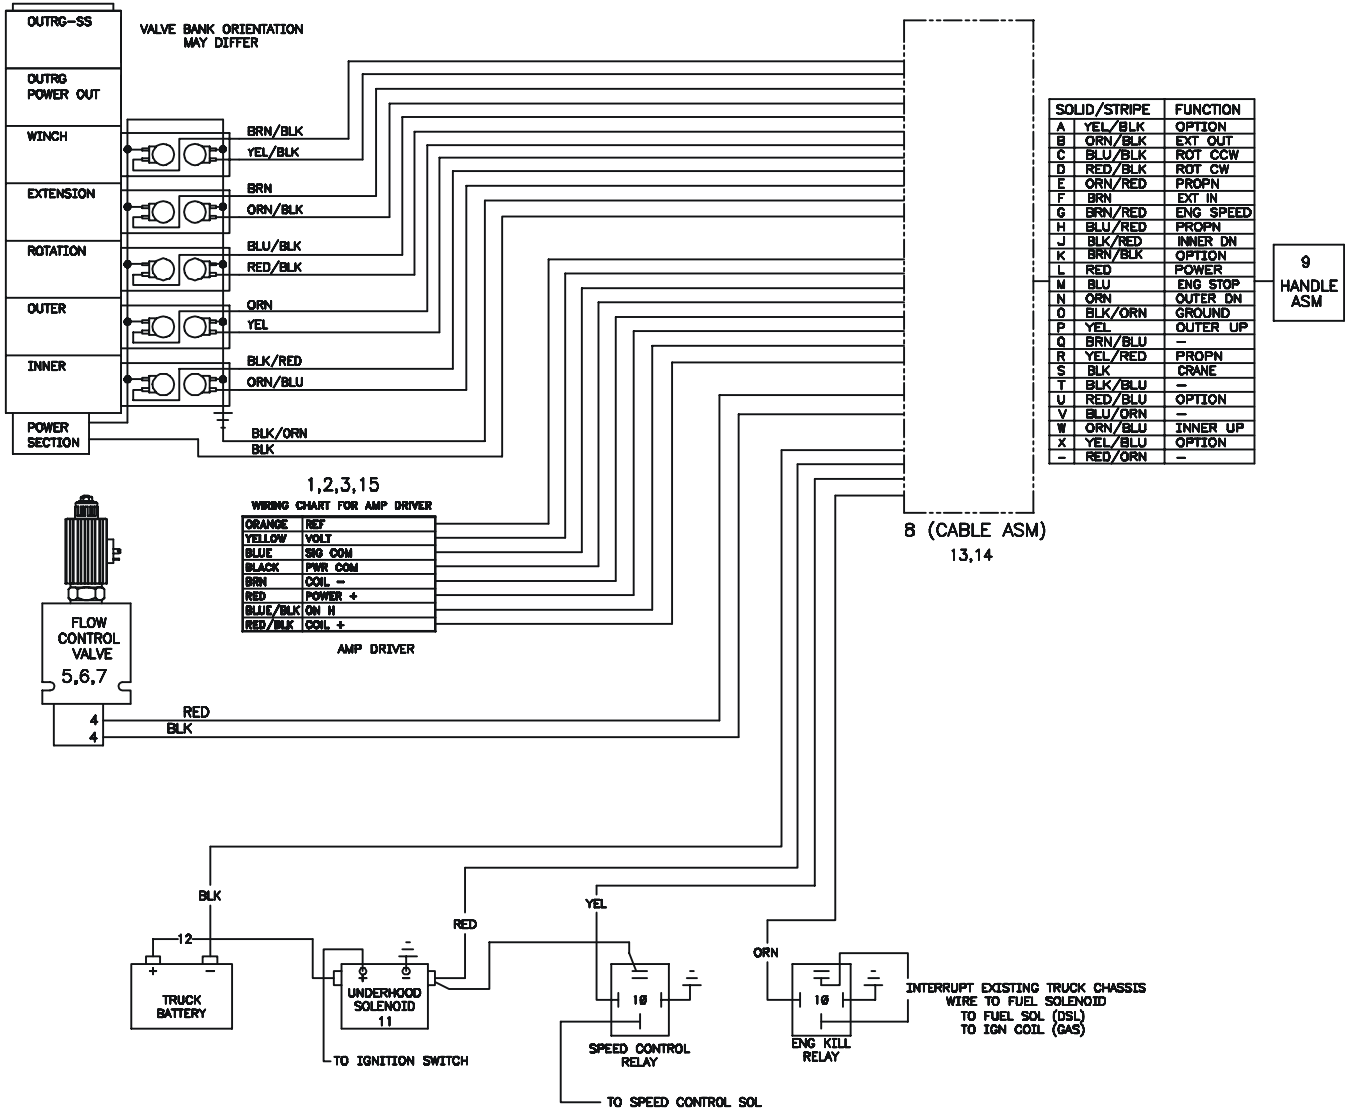 OUTRG-SS
VALVE BANK ORIENTATION
MAY DIFFER
OUTRG
POWER OUT
WINCH
BRN/BLK
YEL/BLK
EXTENSION
BRN
ORN/BLK
ROTATION
BLU/BLK
RED/BLK
OUTER
ORN
YEL
INNER
BLK/RED
ORN/BLU
POWER
SECTION
BLK/ORN
BLK
SOLID/STRIPE FUNCTION
A YEL/BLK OPTION
B ORN/BLK EXT OUT
C BLU/BLK ROT CCW
D RED/BLK ROT CW
E ORN/RED PROPN
F BRN EXT IN
G BRN/RED ENG SPEED
H BLU/RED PROPN
J BLK/RED INNER DN
K BRN/BLK OPTION
L RED POWER
M BLU ENG STOP
N ORN OUTER DN
O BLK/ORN GROUND
P YEL OUTER UP
Q BRN/BLU –
R YEL/RED PROPN
S BLK CRANE
T BLK/BLU –
U RED/BLU OPTION
V BLU/ORN –
W ORN/BLU INNER UP
X YEL/BLU OPTION
– RED/ORN –
9
HANDLE
ASM
8 (CABLE ASM)
13,14
1,2,3,15
WIRING CHART FOR AMP DRIVER
ORANGE REF
YELLOW VOLT
BLUE SIG COM
BLACK PWR COM
BRN COIL -
RED POWER +
BLUE/BLK ON H
RED/BLK COIL +
AMP DRIVER
FLOW
CONTROL
VALVE
5,6,7
4
4
RED
BLK
BLK
12
+ -
TRUCK
BATTERY
RED
+ -
UNDERHOOD
SOLENOID
11
TO IGNITION SWITCH
YEL
10
SPEED CONTROL
RELAY
TO SPEED CONTROL SOL
ORN
10
ENG KILL
RELAY
INTERRUPT EXISTING TRUCK CHASSIS
WIRE TO FUEL SOLENOID
TO FUEL SOL (DSL)
TO IGN COIL (GAS)